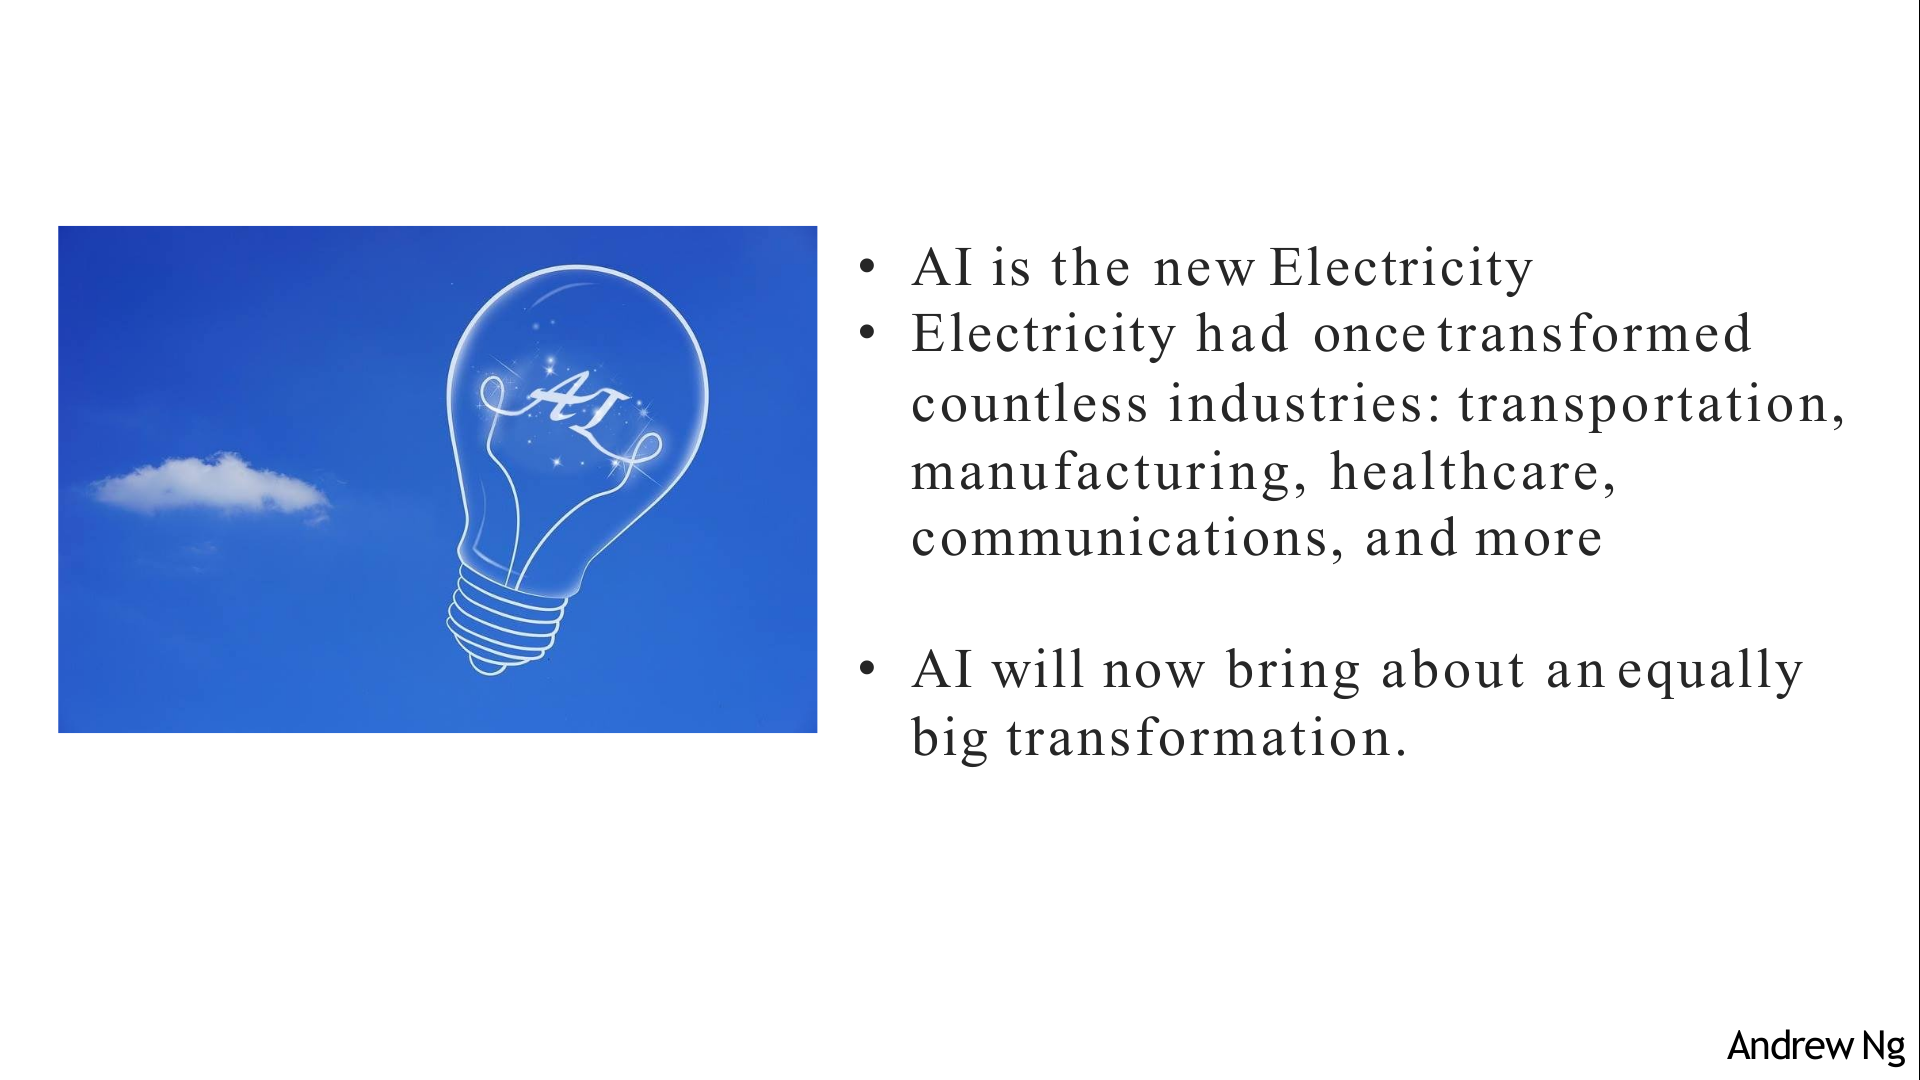 AI
• AI is the new Electricity
• Electricity had once transformed
countless industries: transportation,
manufacturing, healthcare,
communications, and more
• AI will now bring about an equally
big transformation.
Andrew Ng